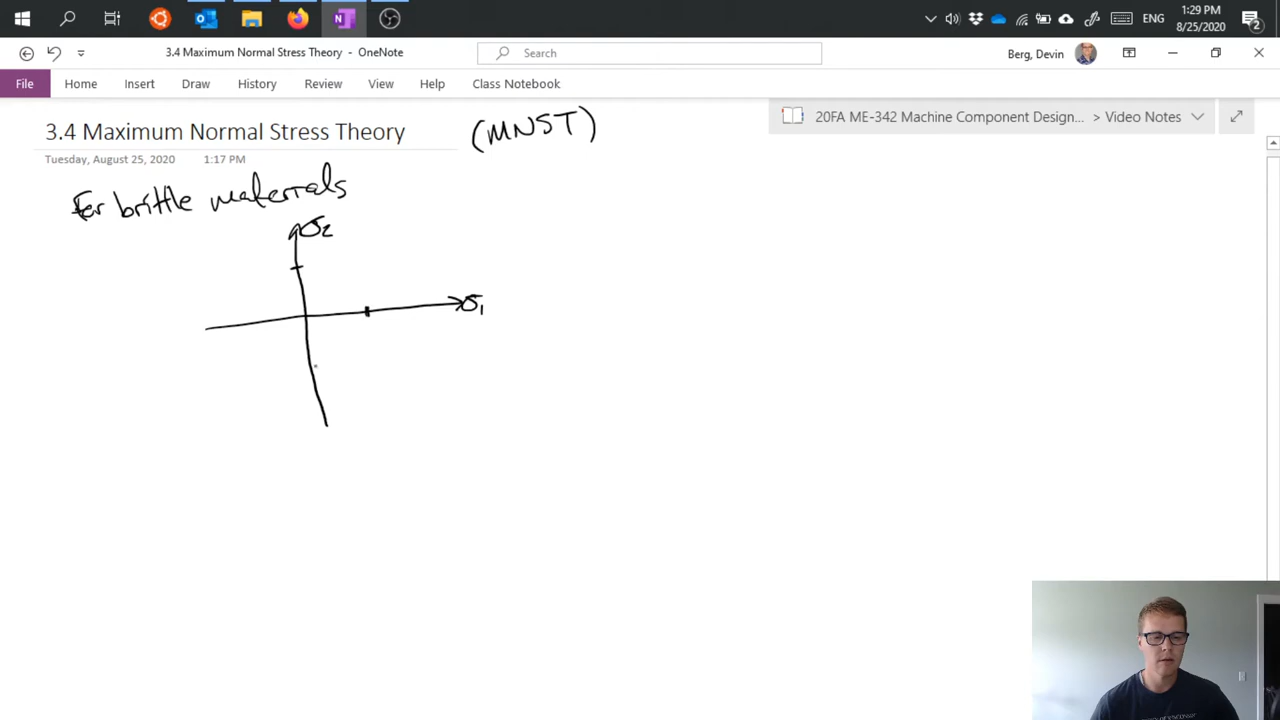 1:29 PM
ENG
8/25/2020
2
3.4 Maximum Normal Stress Theory - OneNote
Search
Berg, Devin
File Home Insert Draw History Review View Help Class Notebook
3.4 Maximum Normal Stress Theory
(MNST)
20FA ME-342 Machine Component Design... > Video Notes
Tuesday, August 25, 2020 1:17 PM
For brittle materials
σ2
σ1